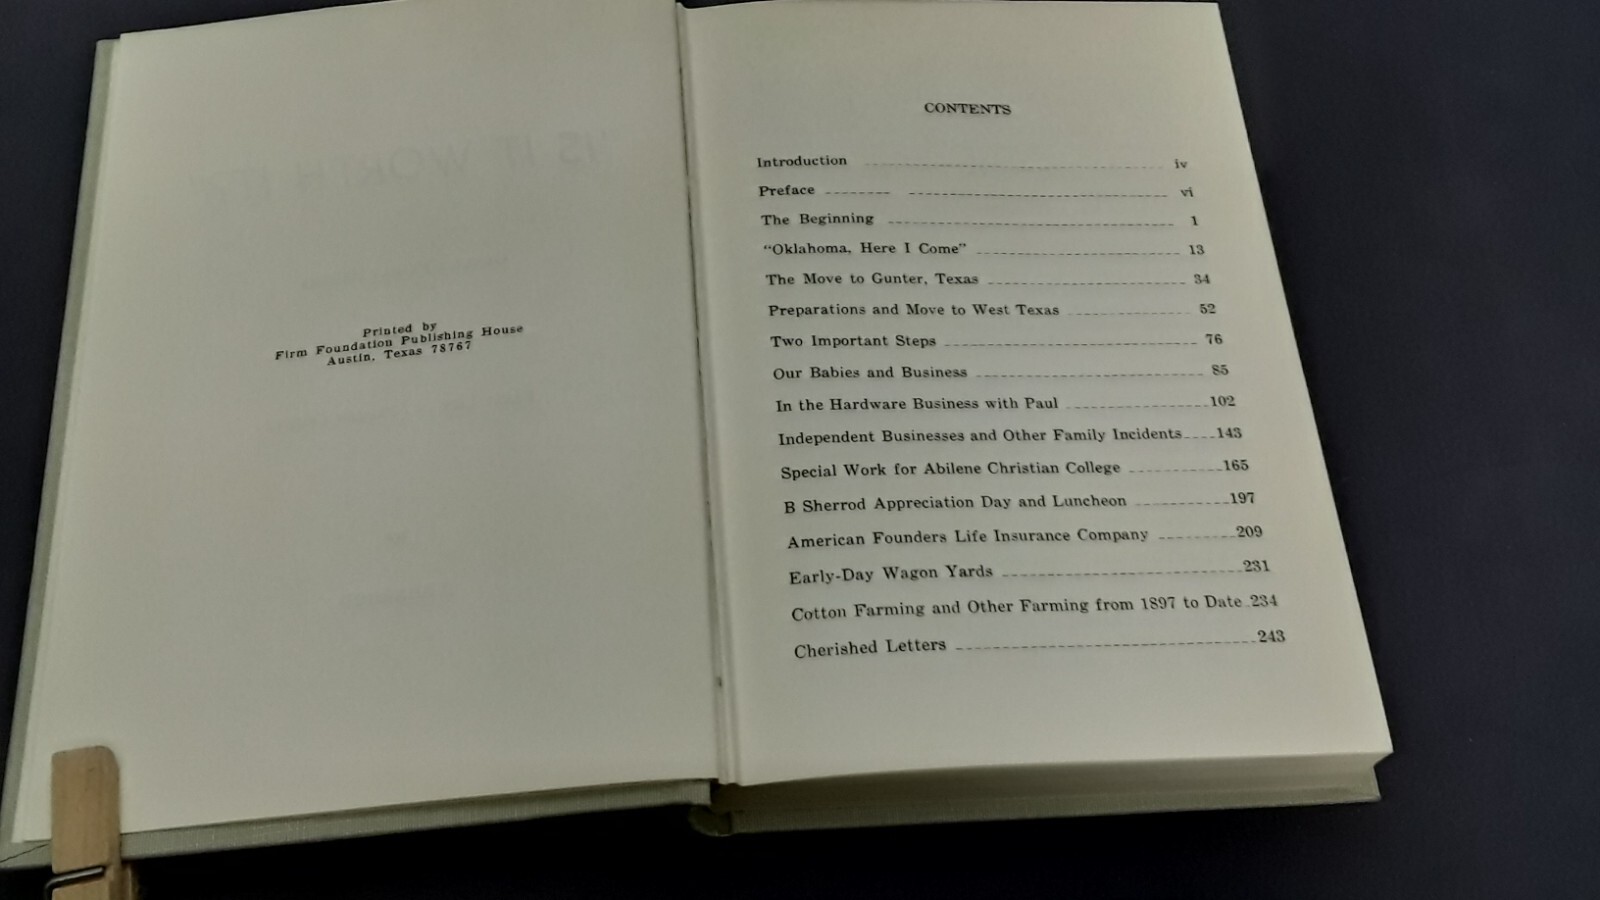 Printed by
Firm Foundation Publishing House
Austin, Texas 78767
CONTENTS
Introduction iv
Preface vi
The Beginning 1
“Oklahoma, Here I Come” 13
The Move to Gunter, Texas 34
Preparations and Move to West Texas 52
Two Important Steps 76
Our Babies and Business 85
In the Hardware Business with Paul 102
Independent Businesses and Other Family Incidents 143
Special Work for Abilene Christian College 165
B Sherrod Appreciation Day and Luncheon 197
American Founders Life Insurance Company 209
Early-Day Wagon Yards 231
Cotton Farming and Other Farming from 1897 to Date 234
Cherished Letters 243